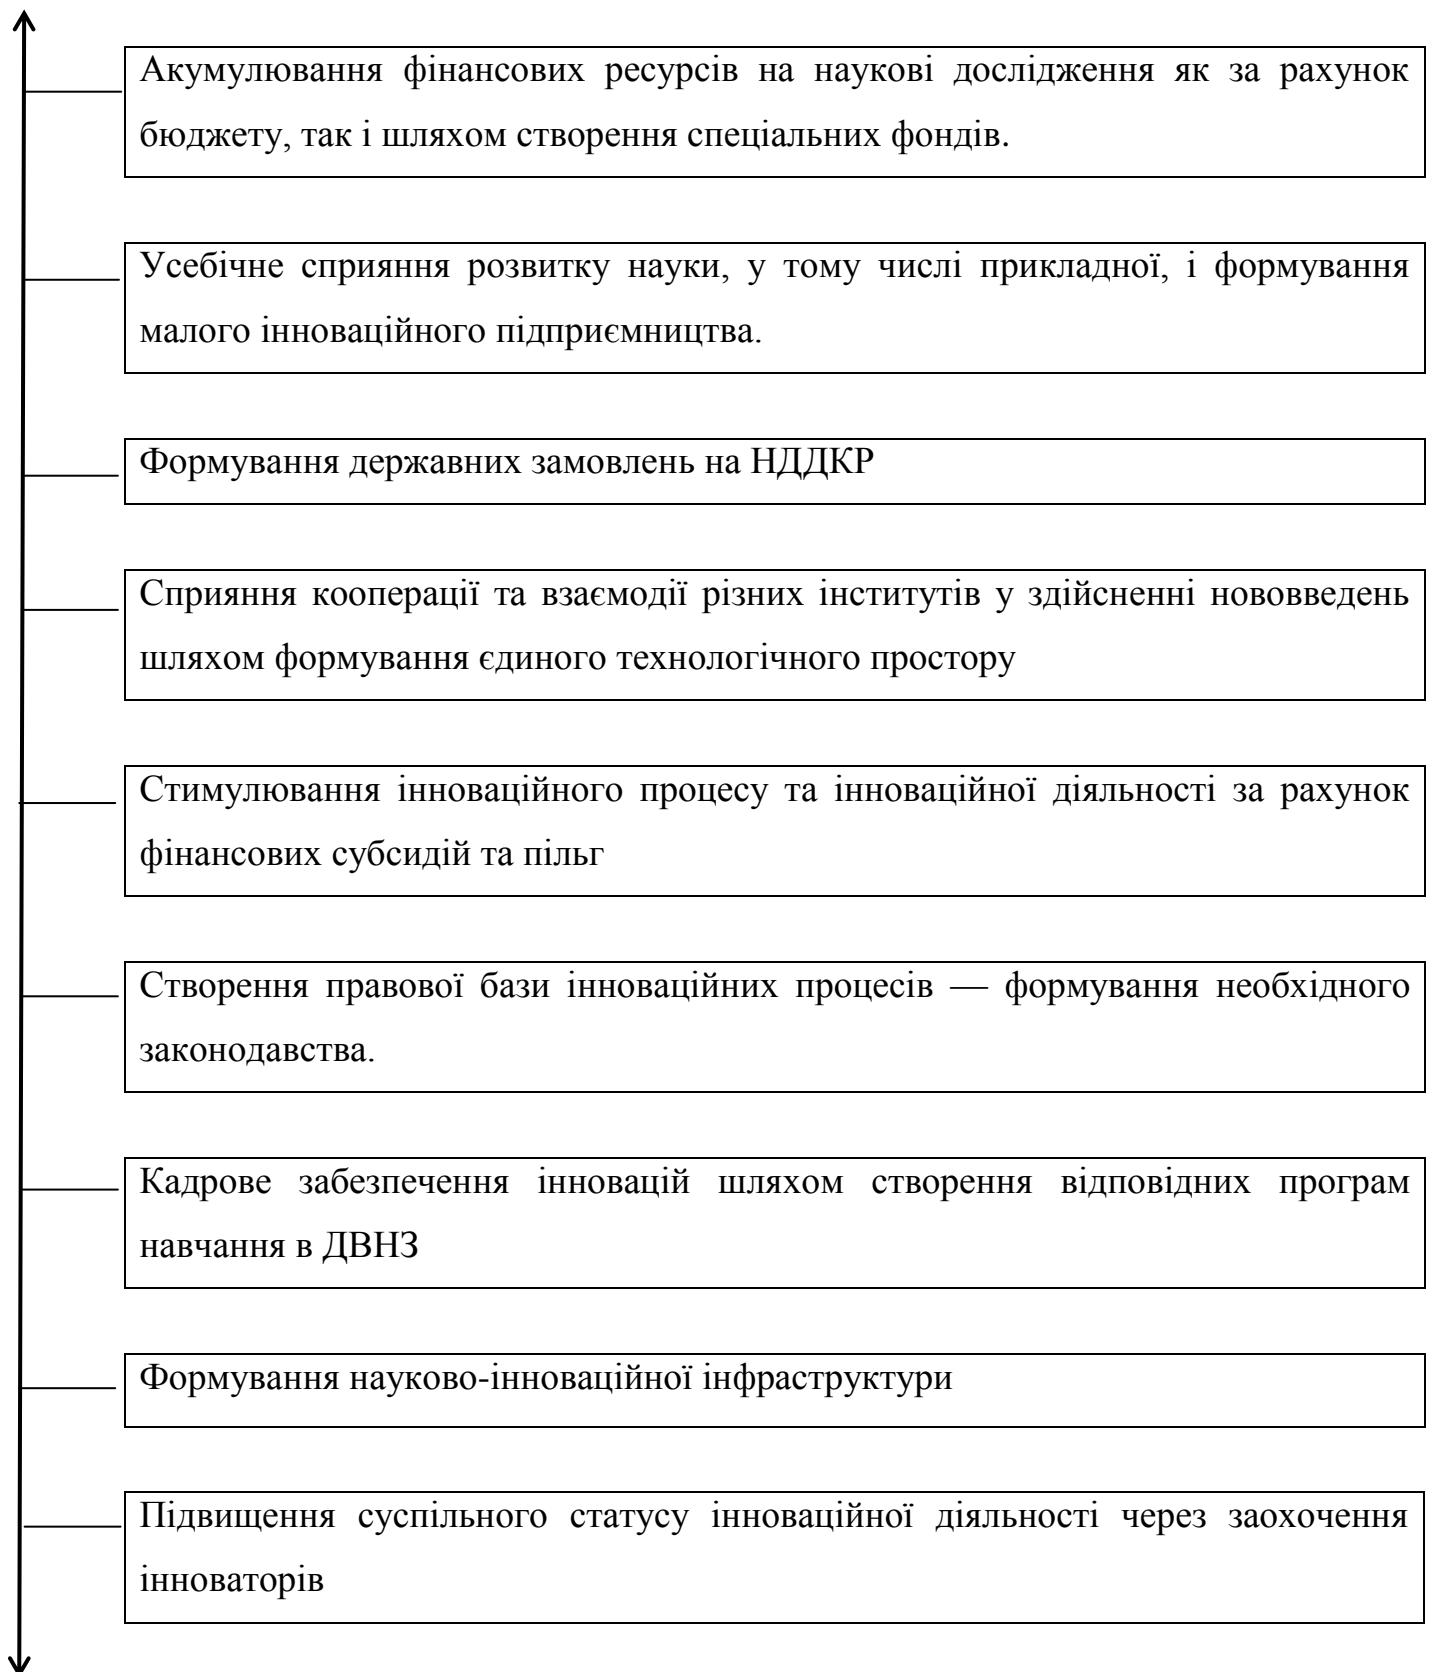 Акумулювання фінансових ресурсів на наукові дослідження як за рахунок
бюджету, так і шляхом створення спеціальних фондів.
Усебічне сприяння розвитку науки, у тому числі прикладної, і формування
малого інноваційного підприємництва.
Формування державних замовлень на НДДКР
Сприяння кооперації та взаємодії різних інститутів у здійсненні нововведень
шляхом формування єдиного технологічного простору
Стимулювання інноваційного процесу та інноваційної діяльності за рахунок
фінансових субсидій та пільг
Створення правової бази інноваційних процесів — формування необхідного
законодавства.
Кадрове забезпечення інновацій шляхом створення відповідних програм
навчання в ДВНЗ
Формування науково-інноваційної інфраструктури
Підвищення суспільного статусу інноваційної діяльності через заохочення
інноваторів